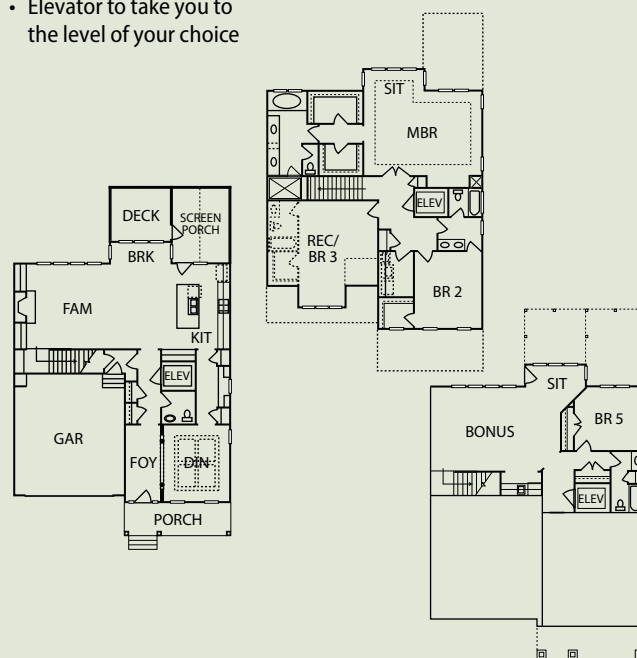 • Elevator to take you to
the level of your choice
SIT
MBR
ELEV
REC/
BR 3
BR 2
DECK
SCREEN
PORCH
BRK
FAM
KIT
ELEV
GAR
FOY
DIN
PORCH
SIT
BONUS
BR 5
ELEV